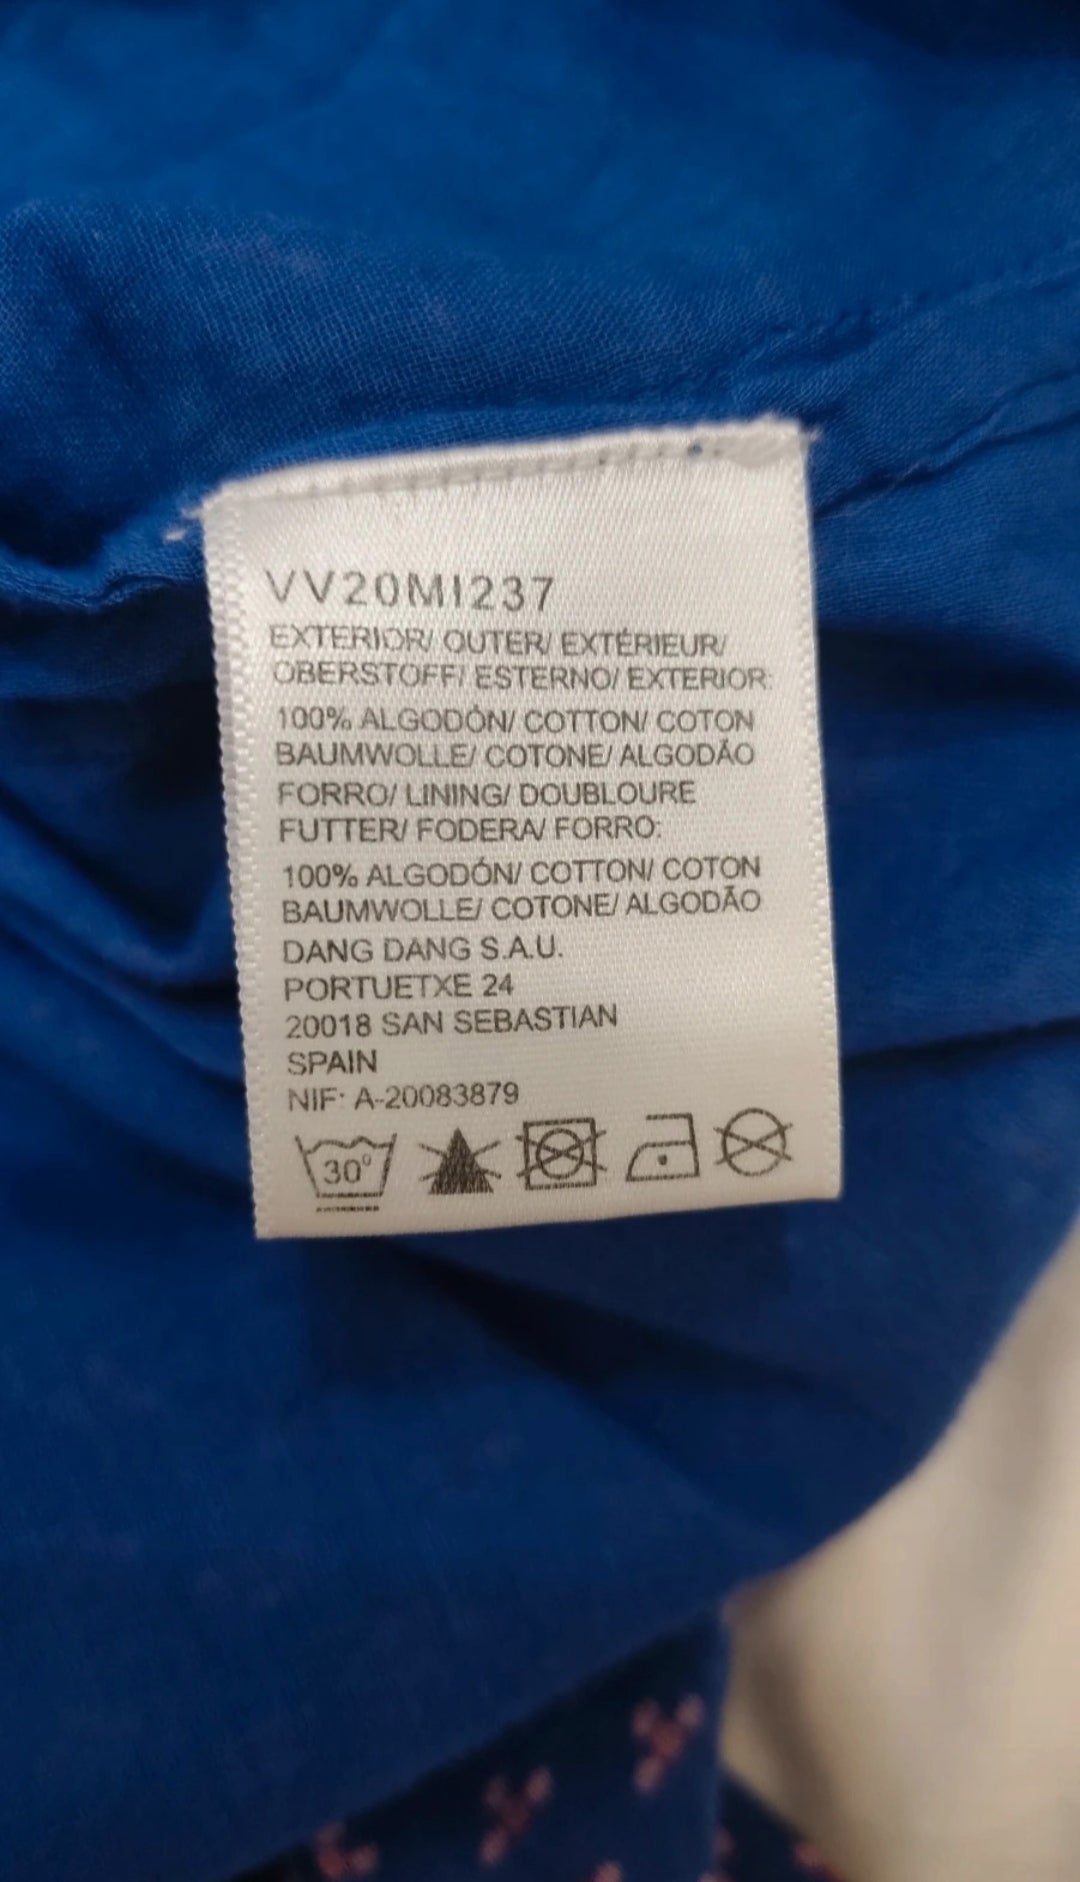 VV20MI237
EXTERIOR/ OUTER/ EXTÉRIEUR/
OBERSTOFF/ ESTERNO/ EXTERIOR:
100% ALGODÓN/ COTTON/ COTON
BAUMWOLLE/ COTONE/ ALGODÃO
FORRO/ LINING/ DOUBLOURE
FUTTER/ FODERA/ FORRO:
100% ALGODÓN/ COTTON/ COTON
BAUMWOLLE/ COTONE/ ALGODÃO
DANG DANG S.A.U.
PORTUETXE 24
20018 SAN SEBASTIAN
SPAIN
NIF: A-20083879
30°